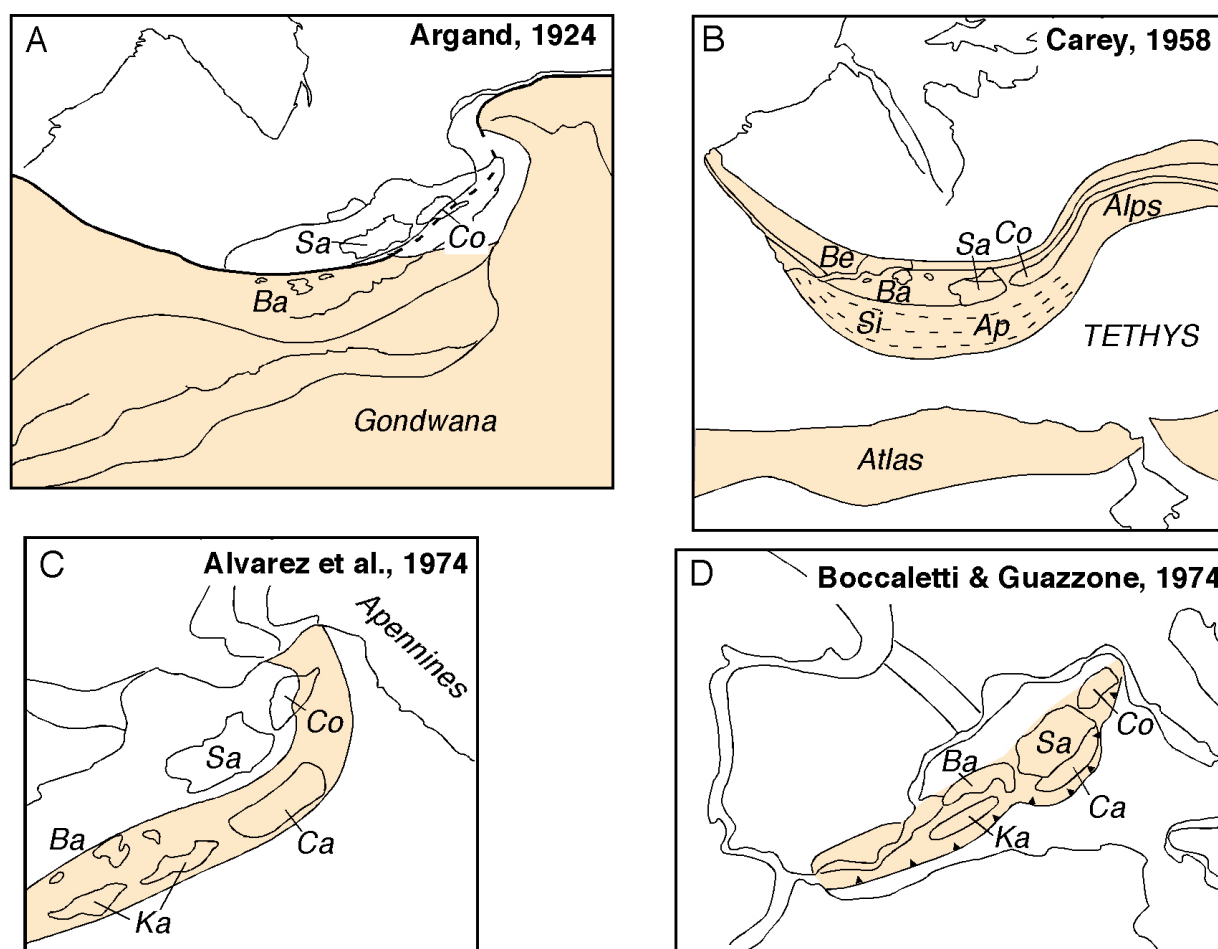 A
Argand, 1924
Sa
Co
Ba
Gondwana
B
Carey, 1958
Alps
Be
Sa
Co
Ba
Si
Ap
TETHYS
Atlas
C
Alvarez et al., 1974
Apennines
Co
Sa
Ba
Ca
Ka
D
Boccaletti & Guazzone, 1974
Co
Sa
Ba
Ca
Ka